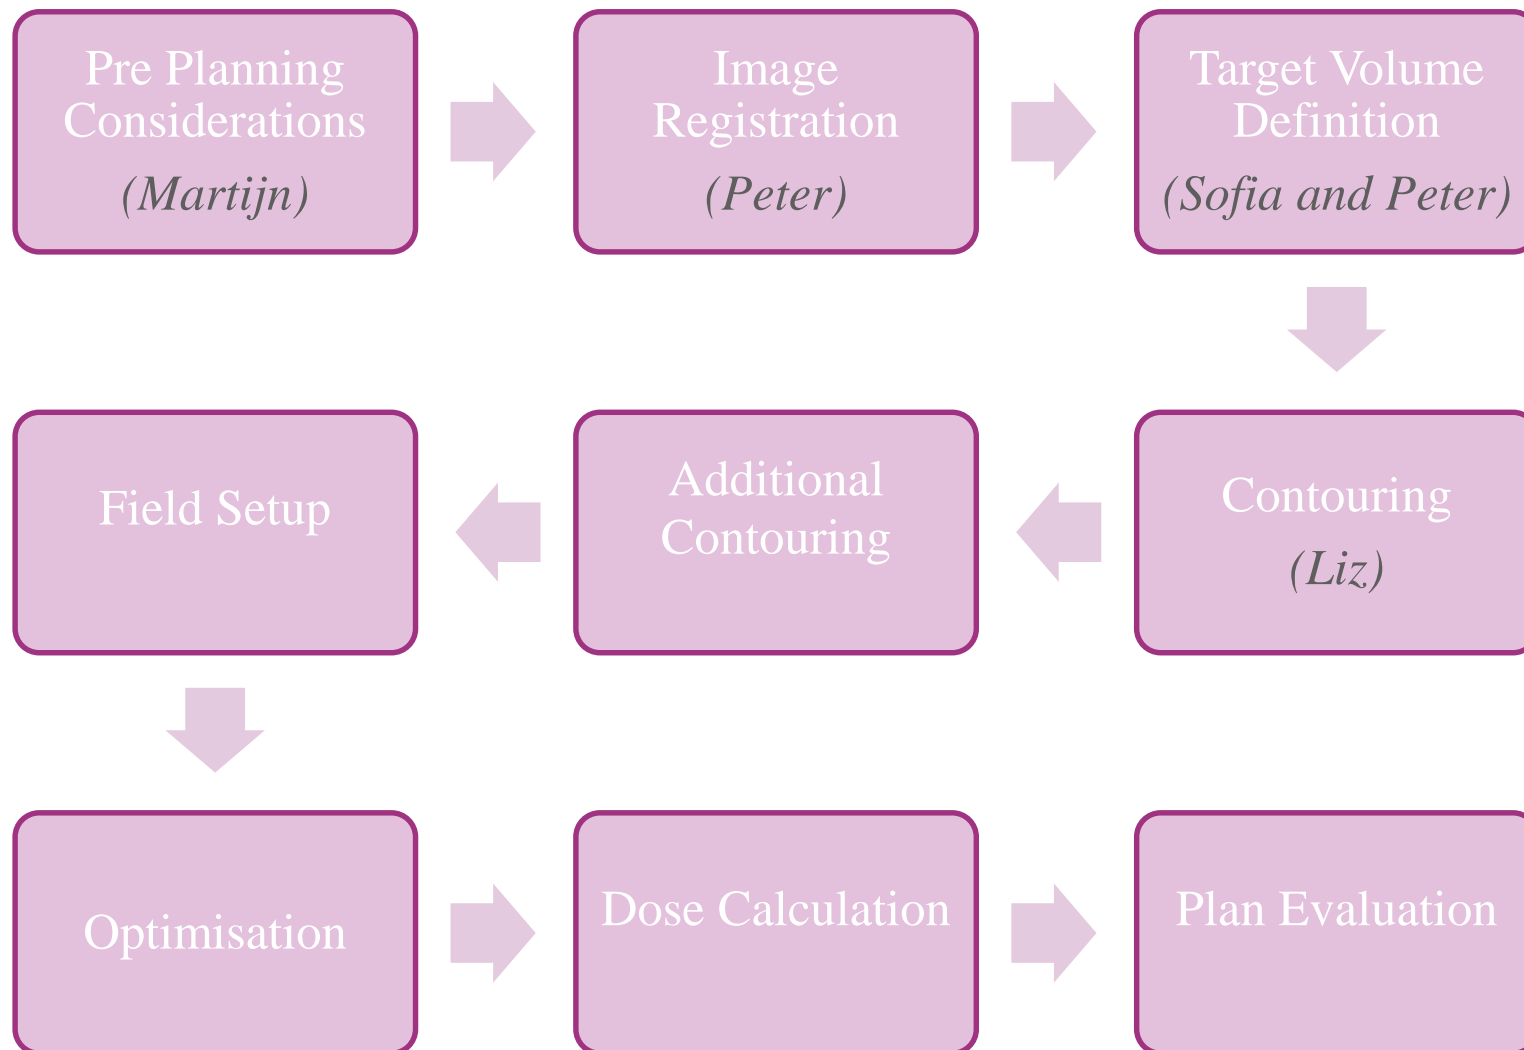 Pre Planning
Considerations
(Martijn)
Image
Registration
(Peter)
Target Volume
Definition
(Sofia and Peter)
Contouring
(Liz)
Additional
Contouring
Field Setup
Optimisation
Dose Calculation
Plan Evaluation